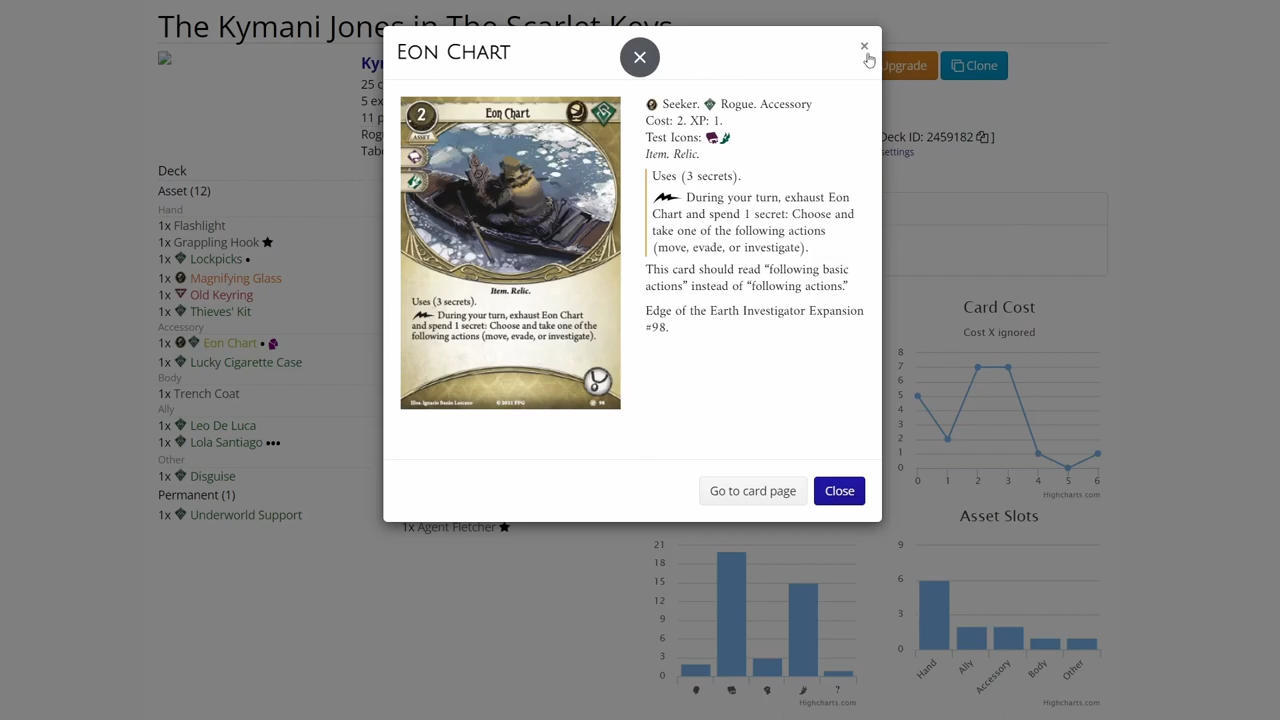 The Kymani Jones in The Scarlet Keys
EON CHART
×
Upgrade
Clone
25 c
5 ex
11 p
Deck ID: 2459182 ]
settings
Deck
Asset (12)
Hand
1x Flashlight
1x Grappling Hook ★
1x Lockpicks •
1x Magnifying Glass
1x Old Keyring
1x Thieves' Kit
Accessory
1x Eon Chart •
1x Lucky Cigarette Case
Body
1x Trench Coat
Ally
1x Leo De Luca
1x Lola Santiago •••
Other
1x Disguise
Permanent (1)
1x Underworld Support
1x Agent Fletcher ★
2
Eon Chart
ASSET
Item. Relic.
Uses (3 secrets).
During your turn, exhaust Eon Chart
and spend 1 secret: Choose and take one of the
following actions (move, evade, or investigate).
Illus. Ignacio Bazán Lazcano
© 2021 FFG
98
Seeker. Rogue. Accessory
Cost: 2. XP: 1.
Test Icons:
Item. Relic.
Uses (3 secrets).
During your turn, exhaust Eon
Chart and spend 1 secret: Choose and
take one of the following actions
(move, evade, or investigate).
This card should read “following basic
actions” instead of “following actions.”
Edge of the Earth Investigator Expansion
#98.
Go to card page
Close
Card Cost
Cost X ignored
8
7
6
5
4
3
2
1
0
0 1 2 3 4 5 6
Highcharts.com
Asset Slots
9
6
3
0
Hand
Ally
Accessory
Body
Other
Highcharts.com
21
18
15
12
9
6
3
0
?
Highcharts.com